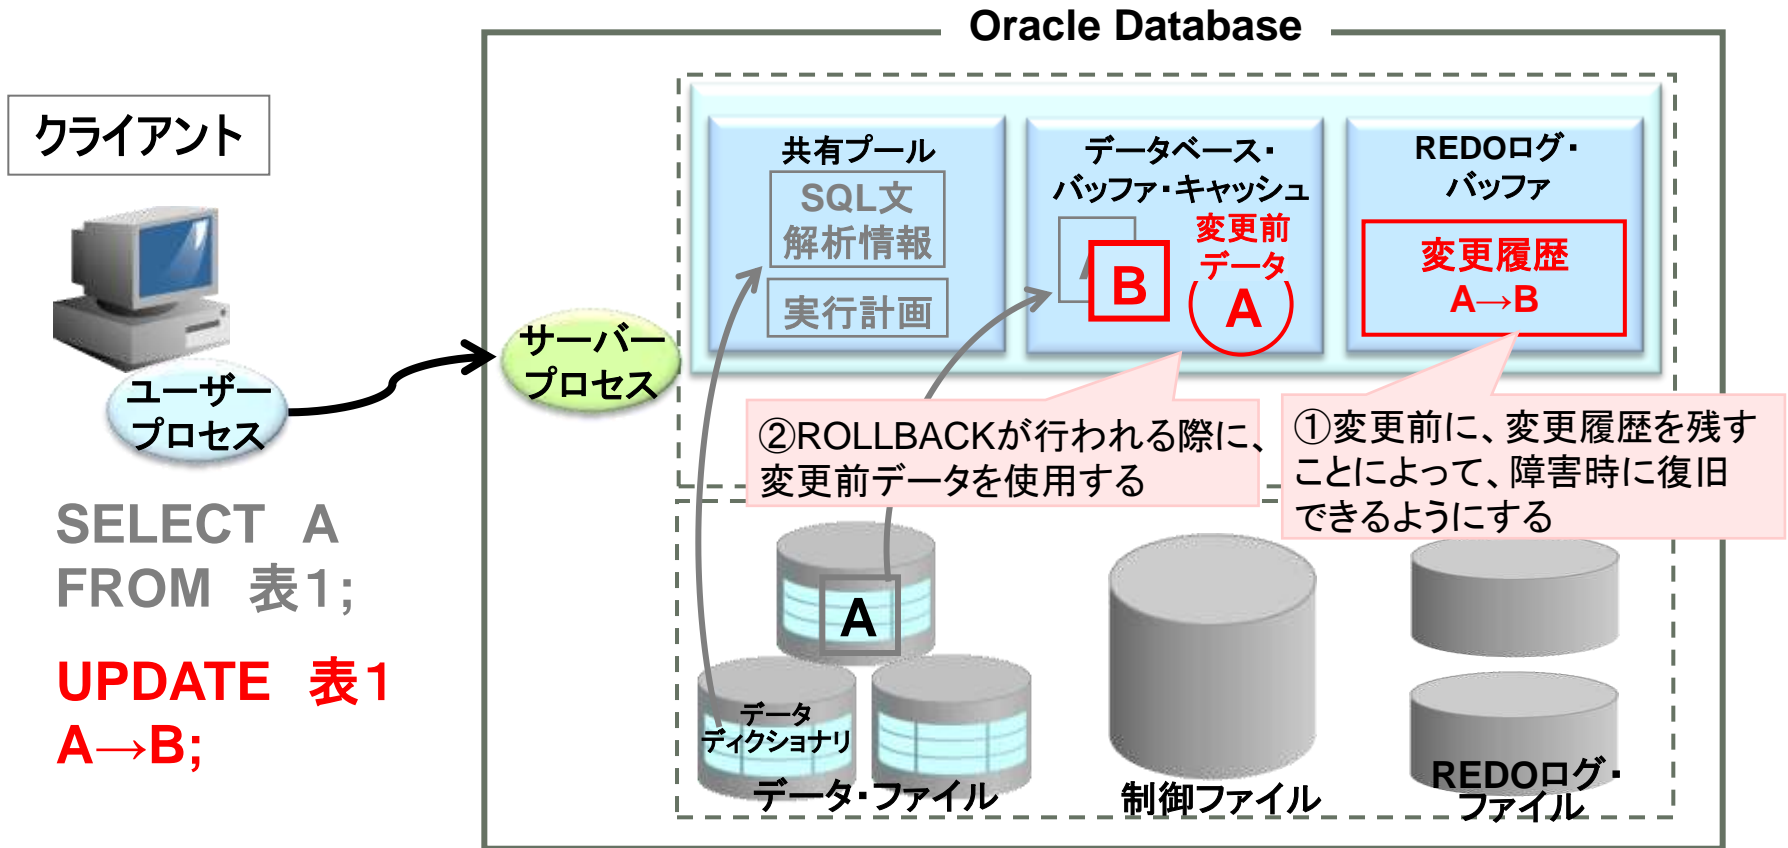 Oracle Database
クライアント
共有プール
SQL文
解析情報
実行計画
データベース・
バッファ・キャッシュ
変更前
データ
A
B
A
REDOログ・
バッファ
変更履歴
A→B
サーバー
プロセス
ユーザー
プロセス
②ROLLBACKが行われる際に、
変更前データを使用する
①変更前に、変更履歴を残す
ことによって、障害時に復旧
できるようにする
SELECT A
FROM 表1;
UPDATE 表1
A→B;
A
データ
ディクショナリ
データ・ファイル
制御ファイル
REDOログ・
ファイル